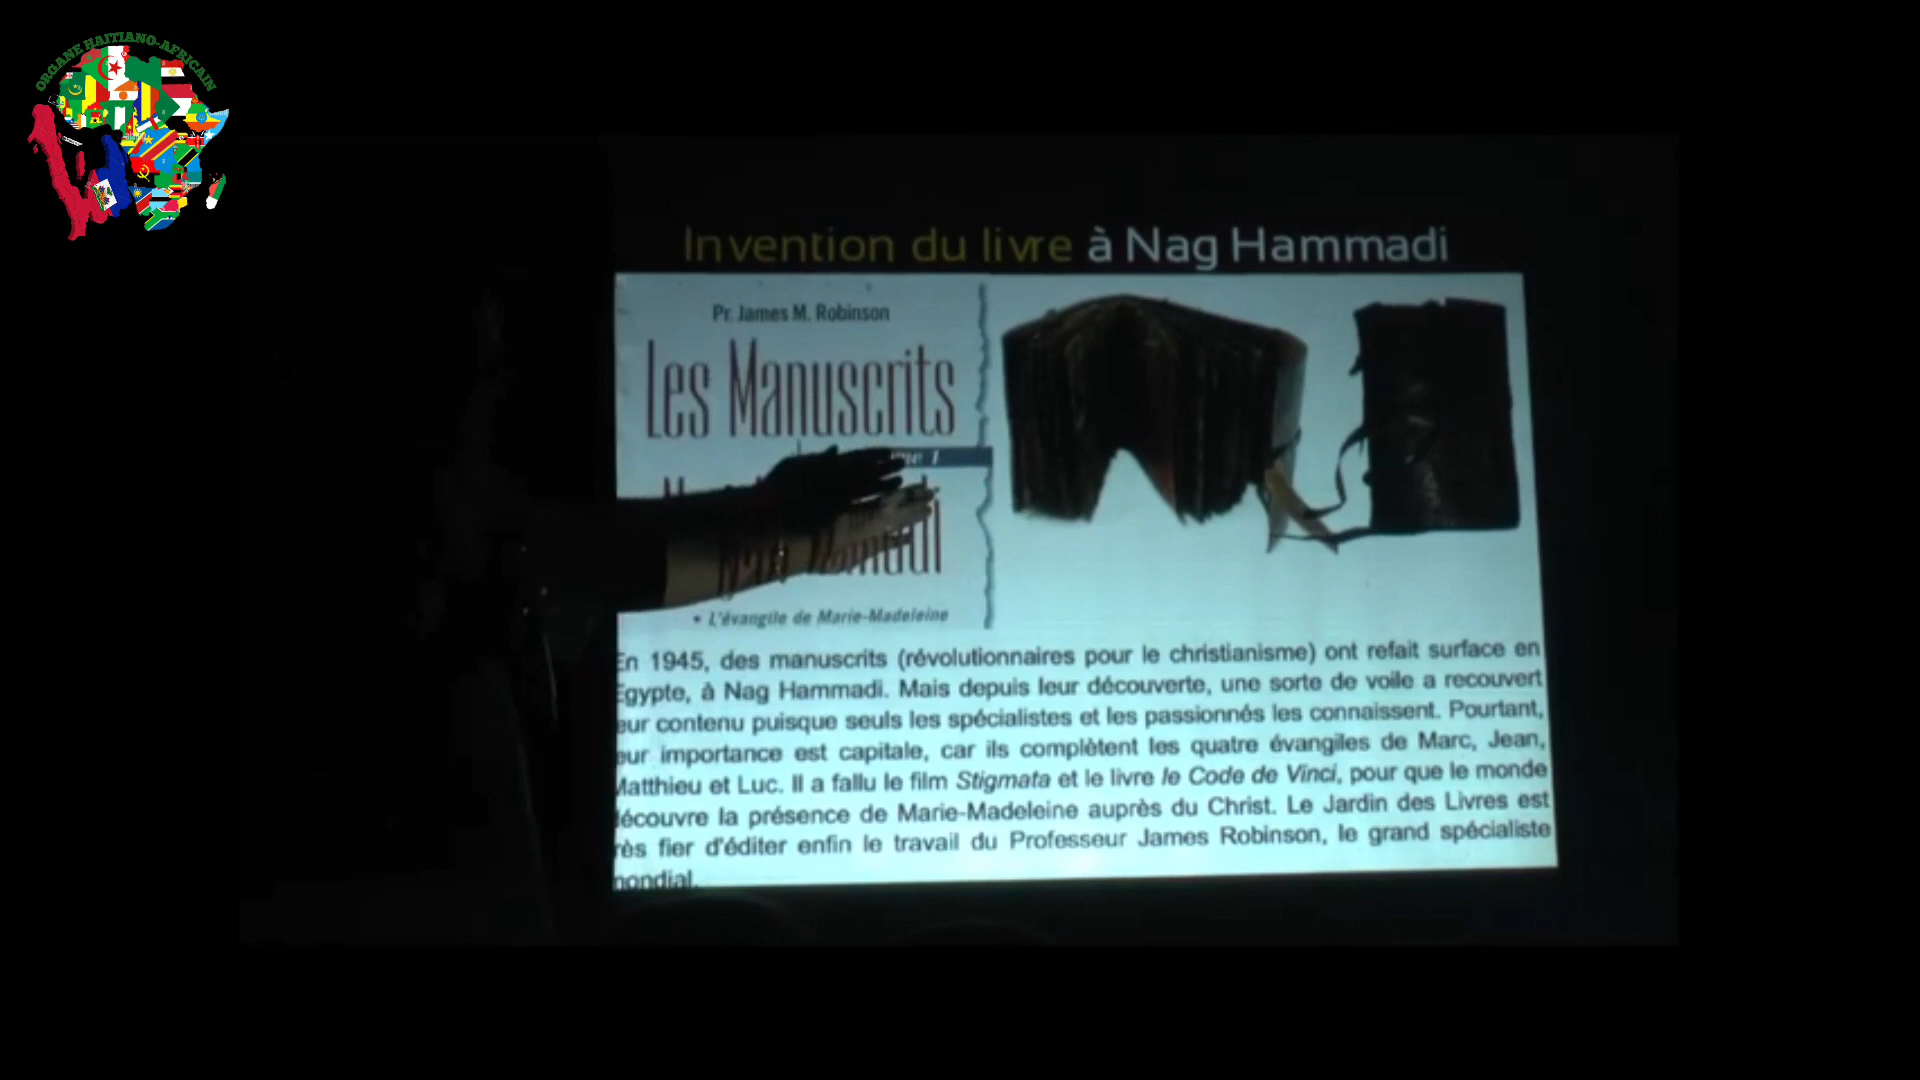 ORGANE HAITIANO-AFRICAIN
Invention du livre à Nag Hammadi
Pr. James M. Robinson
Les Manuscrits
1
• L'évangile de Marie-Madeleine
En 1945, des manuscrits (révolutionnaires pour le christianisme) ont refait surface en
Egypte, à Nag Hammadi. Mais depuis leur découverte, une sorte de voile a recouvert
eur contenu puisque seuls les spécialistes et les passionnés les connaissent. Pourtant,
eur importance est capitale, car ils complètent les quatre évangiles de Marc, Jean,
Matthieu et Luc. Il a fallu le film Stigmata et le livre le Code de Vinci, pour que le monde
découvre la présence de Marie-Madeleine auprès du Christ. Le Jardin des Livres est
rès fier d'éditer enfin le travail du Professeur James Robinson, le grand spécialiste
mondial.